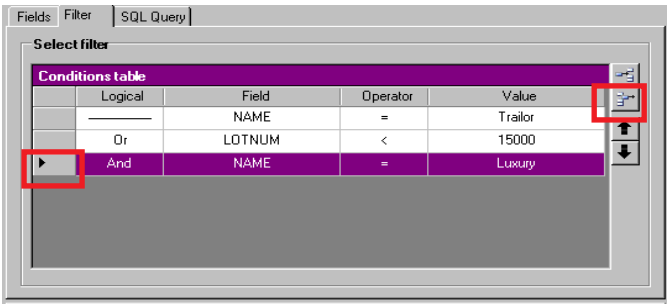 Fields Filter SQL Query
Select filter
Conditions table
Logical Field Operator Value
NAME = Trailor
Or LOTNUM < 15000
And NAME = Luxury